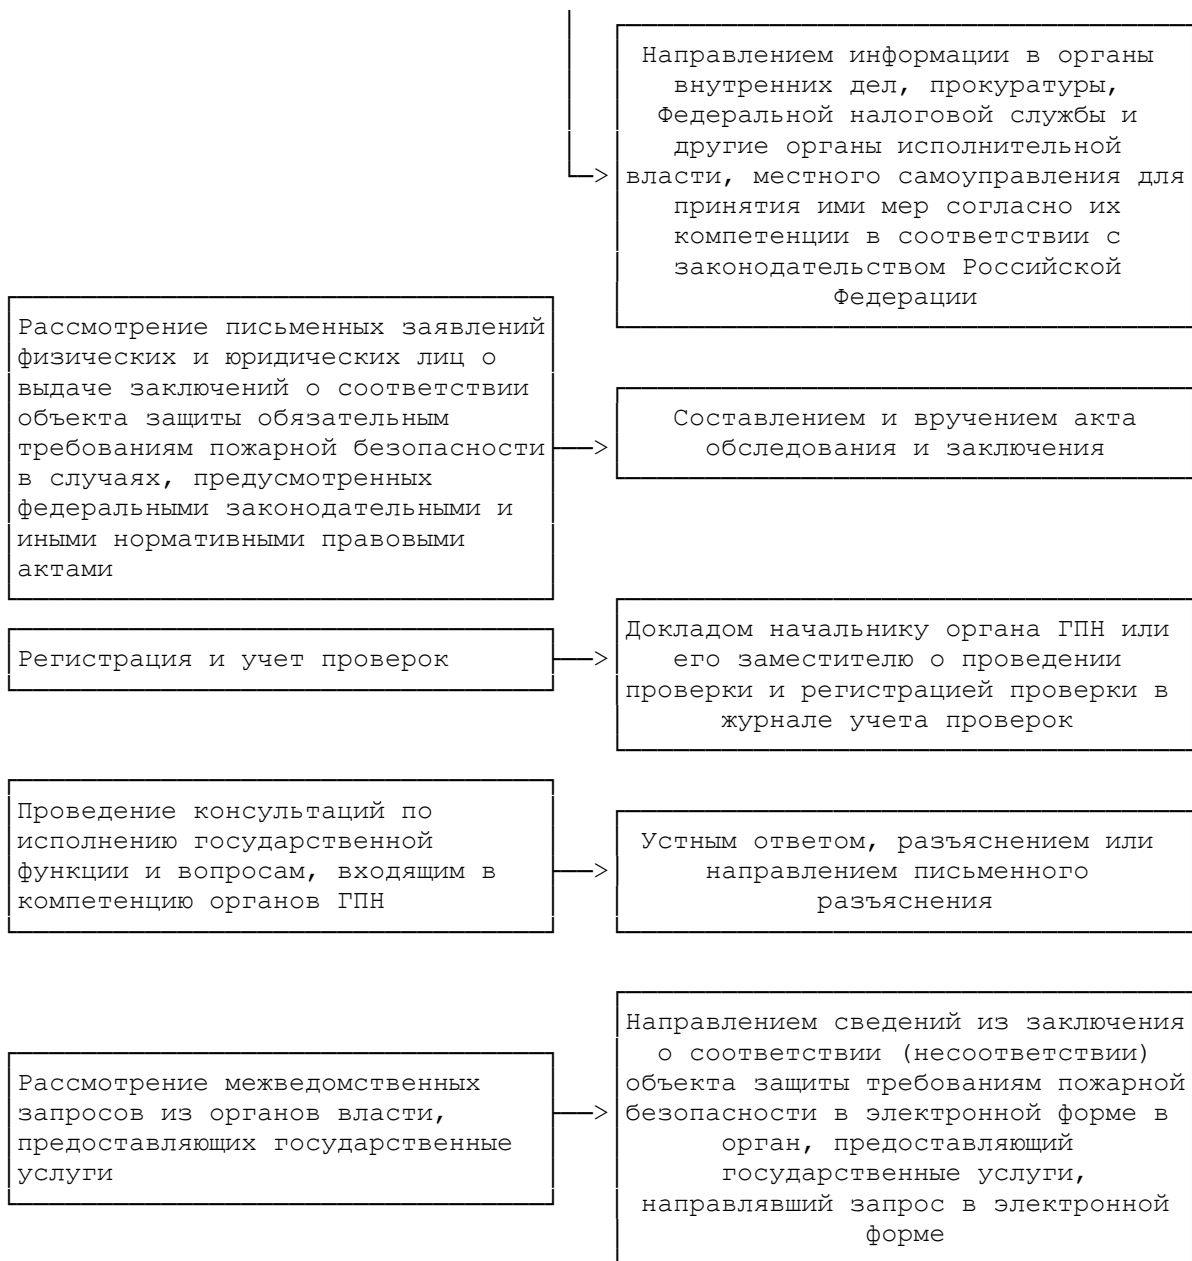 Направлением информации в органы
внутренних дел, прокуратуры,
Федеральной налоговой службы и
другие органы исполнительной
власти, местного самоуправления для
принятия ими мер согласно их
компетенции в соответствии с
законодательством Российской
Федерации
Рассмотрение письменных заявлений
физических и юридических лиц о
выдаче заключений о соответствии
объекта защиты обязательным
требованиям пожарной безопасности
в случаях, предусмотренных
федеральными законодательными и
иными нормативными правовыми
актами
Составлением и вручением акта
обследования и заключения
Регистрация и учет проверок
Докладом начальнику органа ГПН или
его заместителю о проведении
проверки и регистрацией проверки в
журнале учета проверок
Проведение консультаций по
исполнению государственной
функции и вопросам, входящим в
компетенцию органов ГПН
Устным ответом, разъяснением или
направлением письменного
разъяснения
Рассмотрение межведомственных
запросов из органов власти,
предоставляющих государственные
услуги
Направлением сведений из заключения
о соответствии (несоответствии)
объекта защиты требованиям пожарной
безопасности в электронной форме в
орган, предоставляющий
государственные услуги,
направлявший запрос в электронной
форме